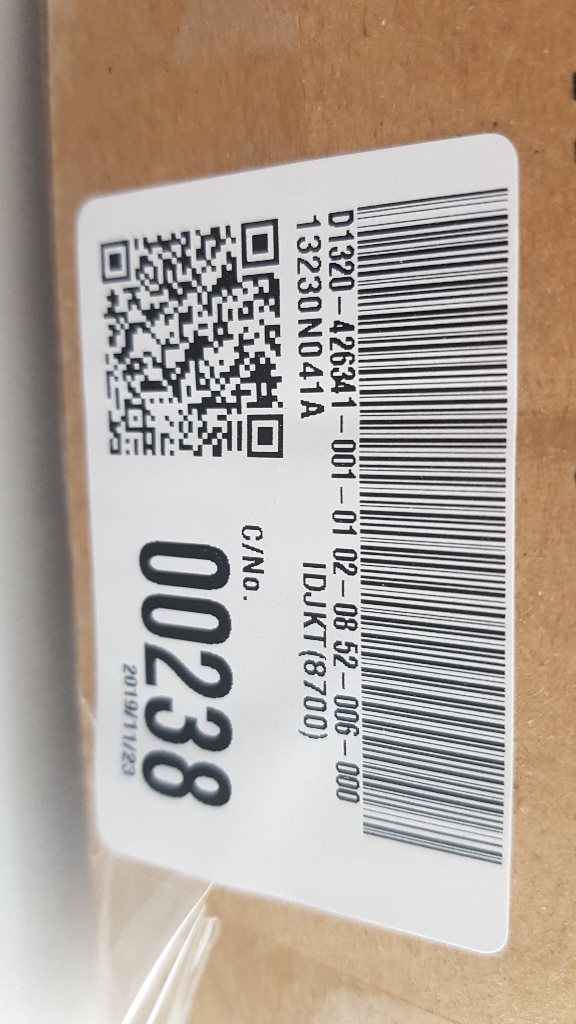 D1320-426341-001-01 02-08 52-006-000
13230N041A IDJKT(8700)
C/No.
00238
2019/11/23